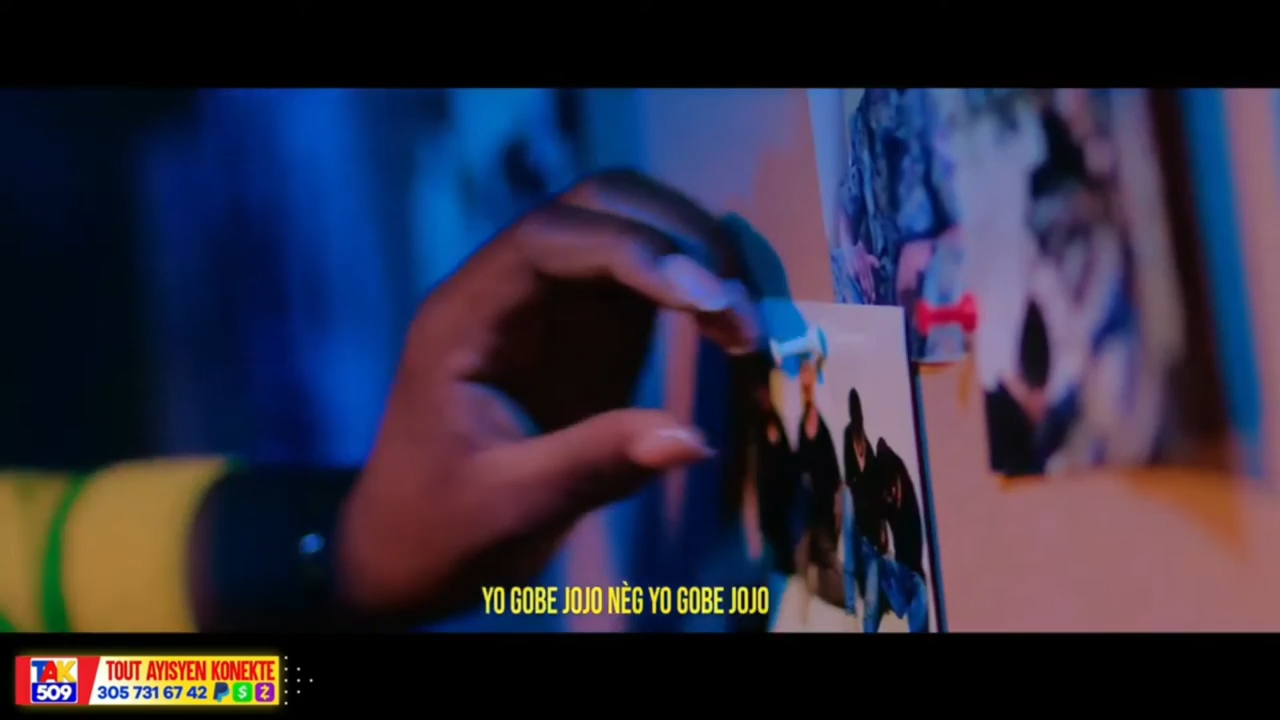 YO GOBE JOJO NÈG YO GOBE JOJO
TAK
509
TOUT AYISYEN KONEKTE
305 731 67 42